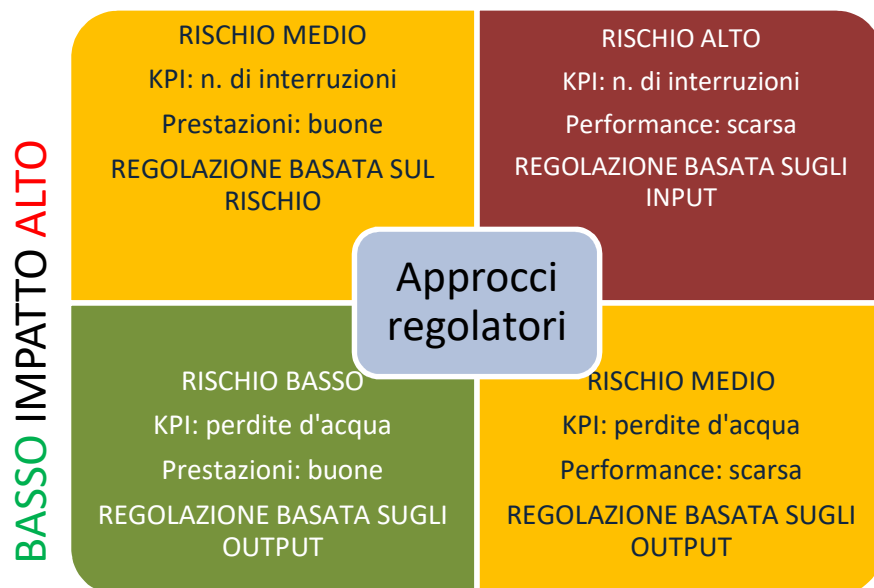 RISCHIO MEDIO
KPI: n. di interruzioni
Prestazioni: buone
REGOLAZIONE BASATA SUL
RISCHIO
RISCHIO ALTO
KPI: n. di interruzioni
Performance: scarsa
REGOLAZIONE BASATA SUGLI
INPUT
Approcci
regolatori
RISCHIO BASSO
KPI: perdite d'acqua
Prestazioni: buone
REGOLAZIONE BASATA SUGLI
OUTPUT
RISCHIO MEDIO
KPI: perdite d'acqua
Performance: scarsa
REGOLAZIONE BASATA SUGLI
OUTPUT
BASSO IMPATTO ALTO